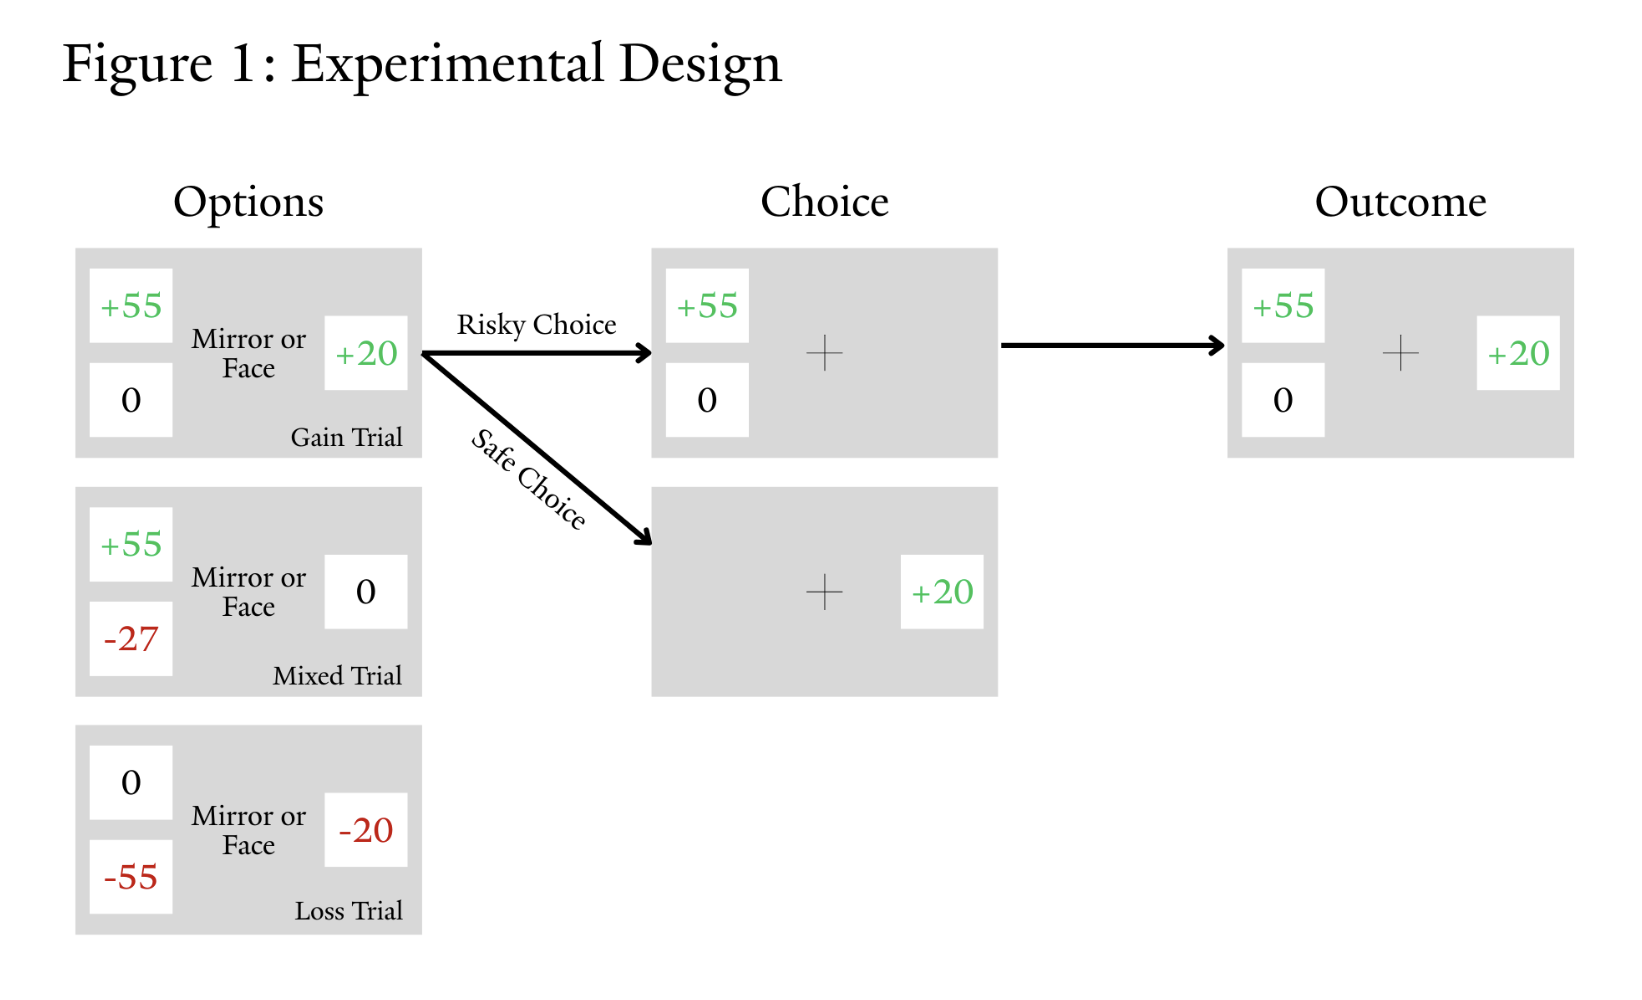 Figure 1: Experimental Design
Options
Choice
Outcome
+55
0
Mirror or
Face
+20
Gain Trial
Risky Choice
Safe Choice
+55
0
+55
0
+20
+55
-27
Mirror or
Face
0
Mixed Trial
+20
0
-55
Mirror or
Face
-20
Loss Trial